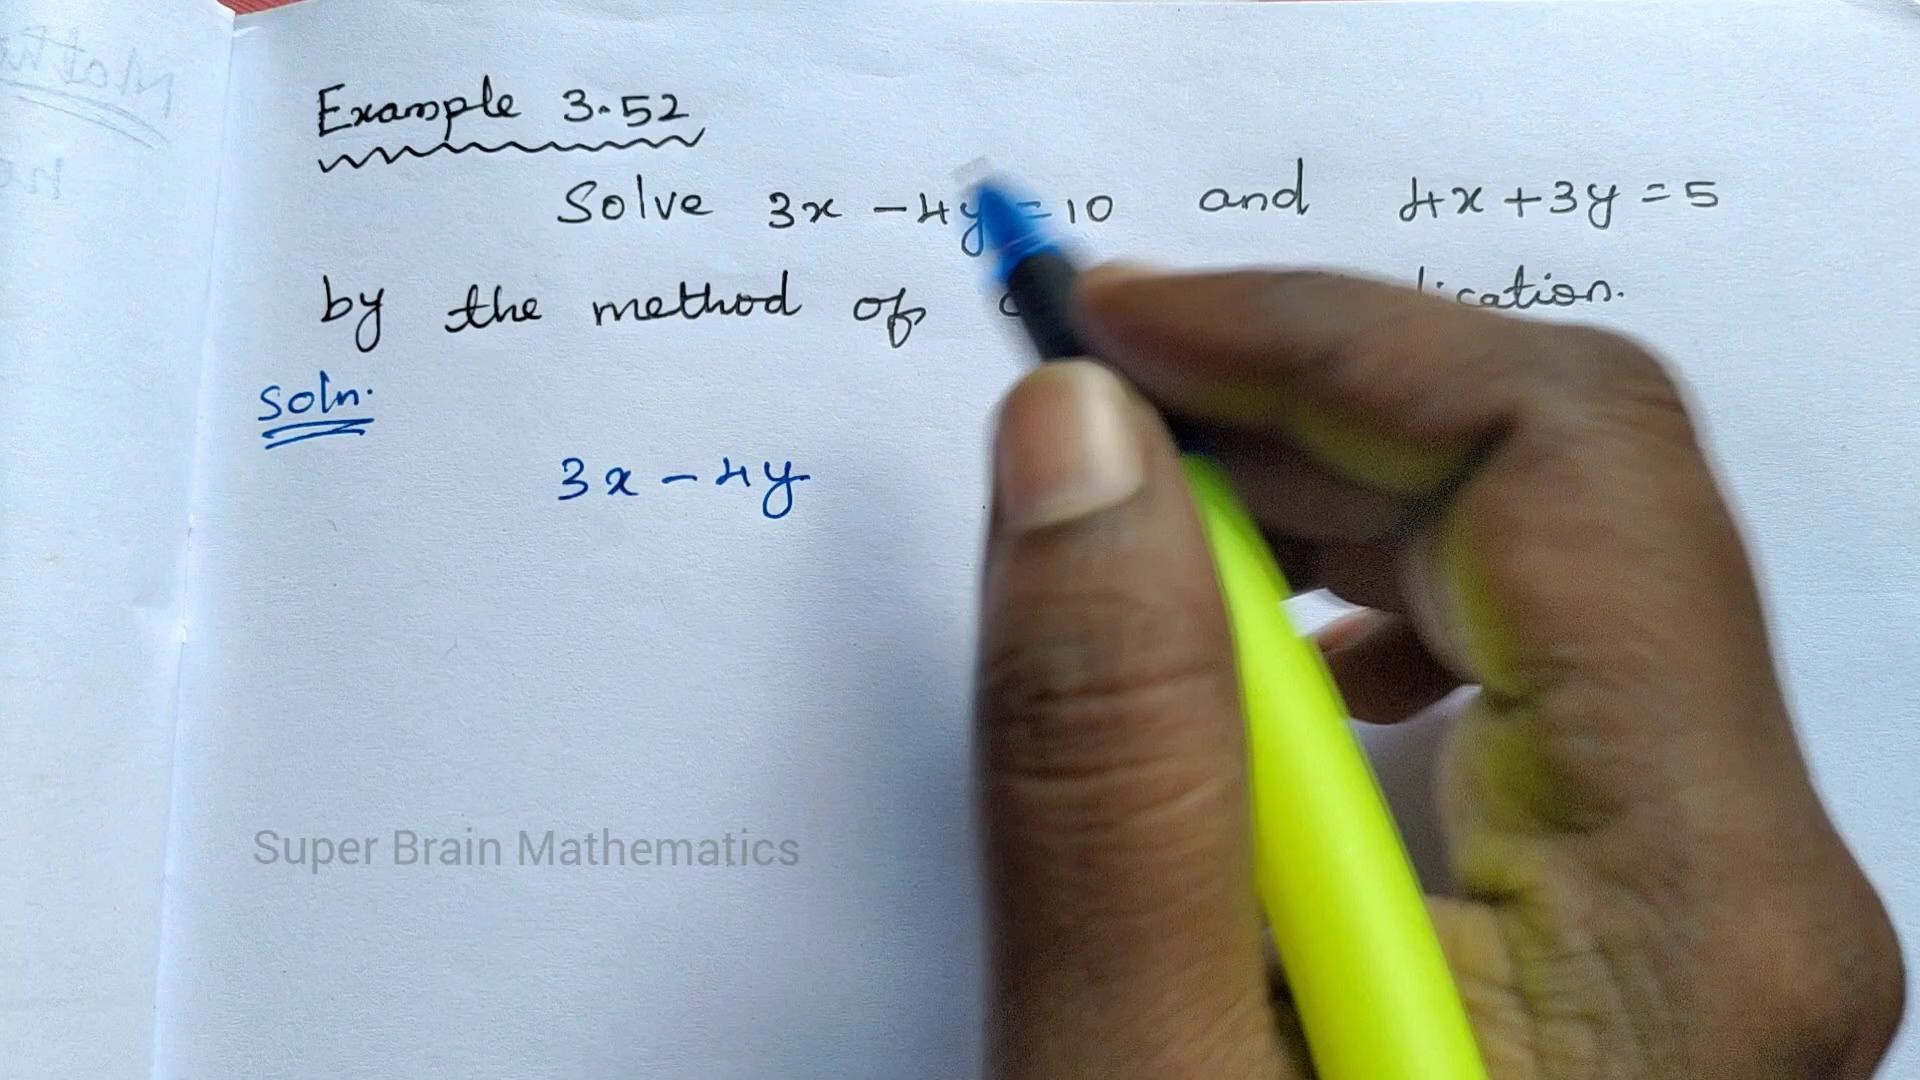 Example 3.52
Solve 3x - 4y = 10 and 4x + 3y = 5
by the method of
Soln.
3x - 4y
Super Brain Mathematics